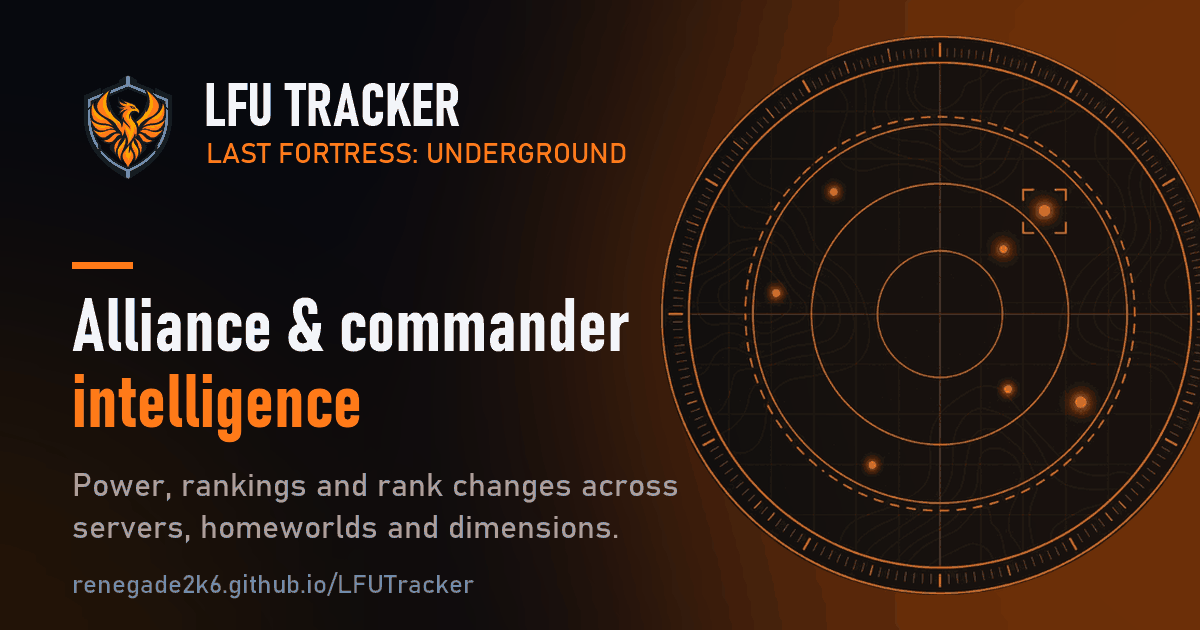 LFU TRACKER
LAST FORTRESS: UNDERGROUND
Alliance & commander
intelligence
Power, rankings and rank changes across
servers, homeworlds and dimensions.
renegade2k6.github.io/LFUTracker